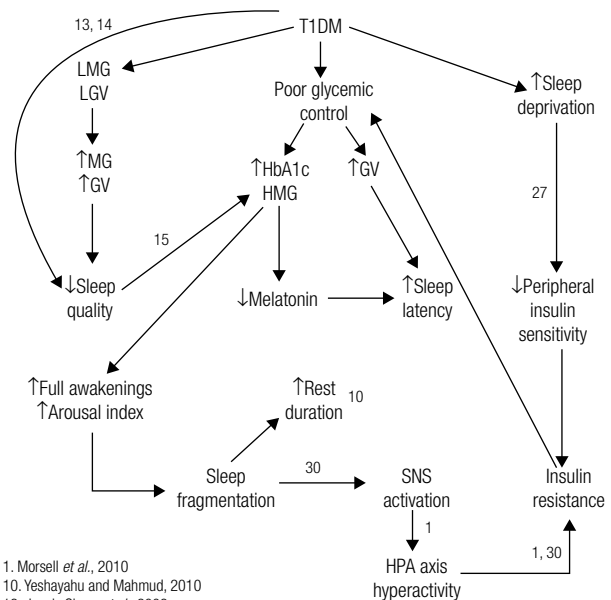 13, 14
T1DM
LMG
LGV
Poor glycemic
control
↑Sleep
deprivation
↑MG
↑GV
↑HbA1c
HMG
↑GV
27
15
↓Sleep
quality
↓Melatonin
↑Sleep
latency
↓Peripheral
insulin
sensitivity
↑Full awakenings
↑Arousal index
↑Rest
duration
10
Sleep
fragmentation
30
SNS
activation
Insulin
resistance
1
1, 30
HPA axis
hyperactivity
1. Morsell et al., 2010
10. Yeshayahu and Mahmud, 2010